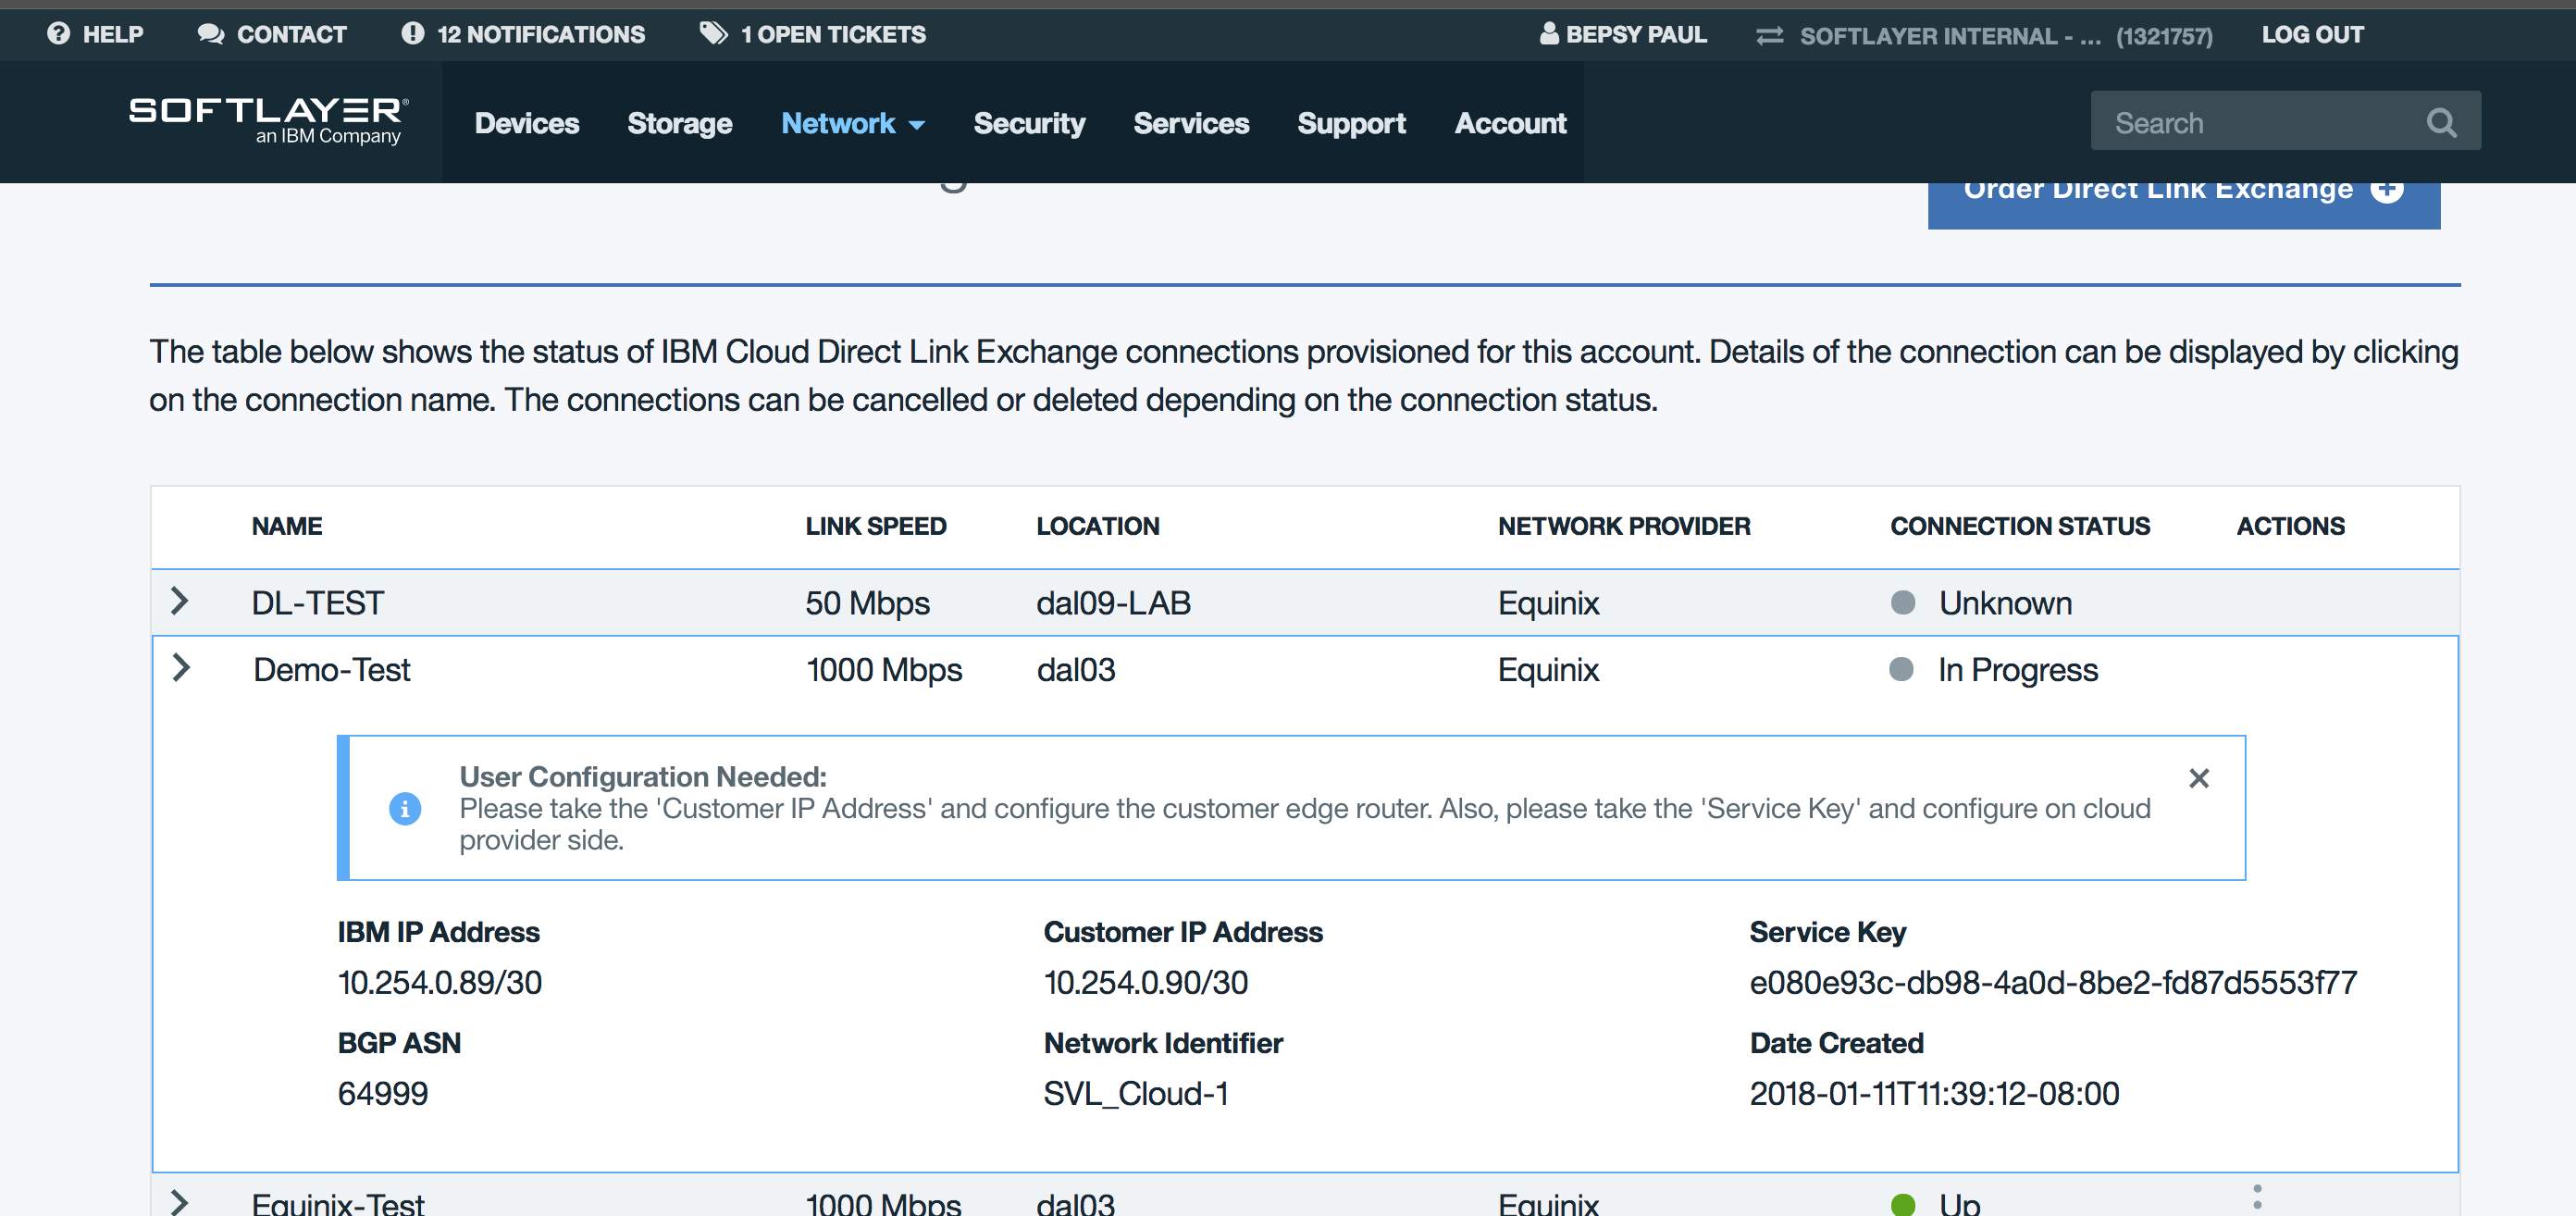 HELP CONTACT 12 NOTIFICATIONS 1 OPEN TICKETS BEPSY PAUL SOFTLAYER INTERNAL - ... (1321757) LOG OUT
SOFTLAYER®
an IBM Company
Devices Storage Network Security Services Support Account Search
Order Direct Link Exchange
The table below shows the status of IBM Cloud Direct Link Exchange connections provisioned for this account. Details of the connection can be displayed by clicking
on the connection name. The connections can be cancelled or deleted depending on the connection status.
NAME LINK SPEED LOCATION NETWORK PROVIDER CONNECTION STATUS ACTIONS
DL-TEST 50 Mbps dal09-LAB Equinix Unknown
Demo-Test 1000 Mbps dal03 Equinix In Progress
User Configuration Needed:
Please take the 'Customer IP Address' and configure the customer edge router. Also, please take the 'Service Key' and configure on cloud
provider side.
IBM IP Address Customer IP Address Service Key
10.254.0.89/30 10.254.0.90/30 e080e93c-db98-4a0d-8be2-fd87d5553f77
BGP ASN Network Identifier Date Created
64999 SVL_Cloud-1 2018-01-11T11:39:12-08:00
Equinix-Test 1000 Mbps dal03 Equinix Up